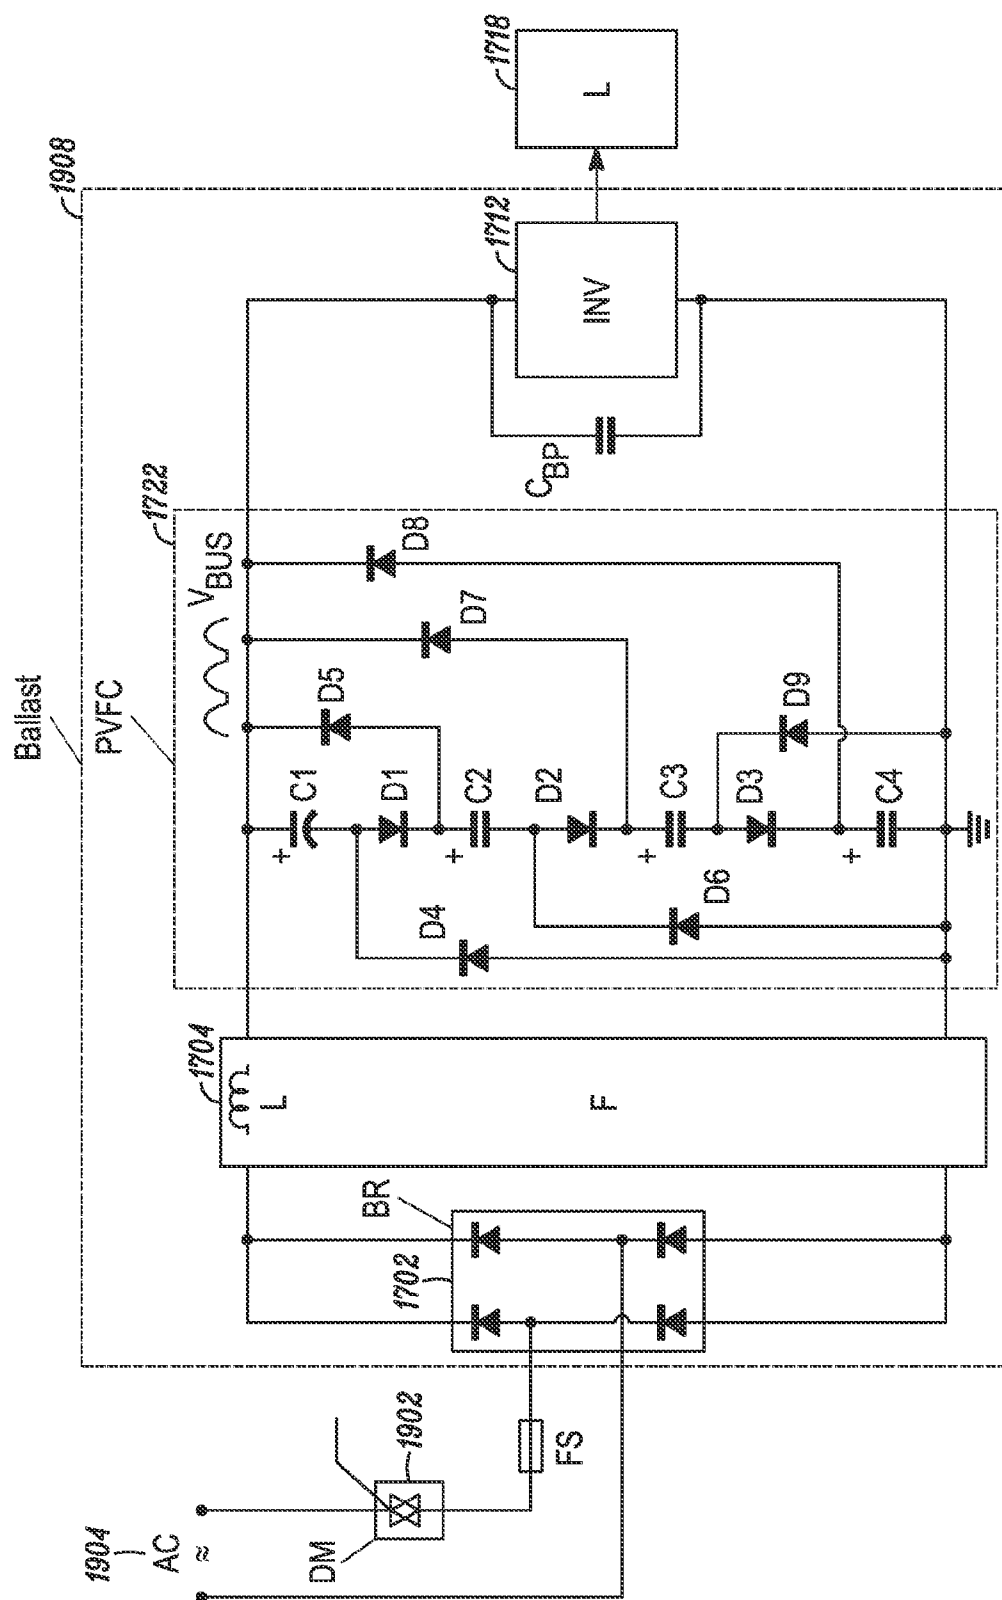 1904
AC
≈
DM
1902
FS
Ballast
1908
BR
1702
1704
L
F
PVFC
1722
V BUS
C1
D1
C2
D2
C3
D3
C4
D4
D5
D6
D7
D8
D9
+
+
+
+
C BP
INV
1712
L
1718